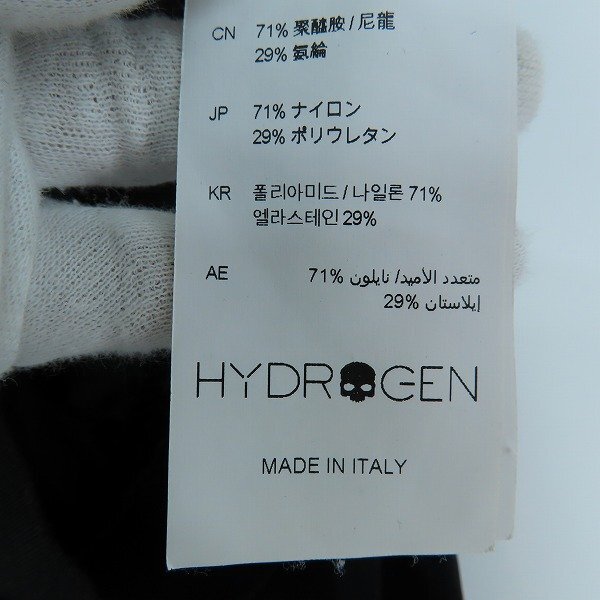 CN 71% 聚醯胺 / 尼龍
29% 氨綸
JP 71% ナイロン
29% ポリウレタン
KR 폴리아미드 / 나일론 71%
엘라스테인 29%
AE متعدد الأميد/ نايلون %71
إيلاستان %29
HYDROGEN
MADE IN ITALY